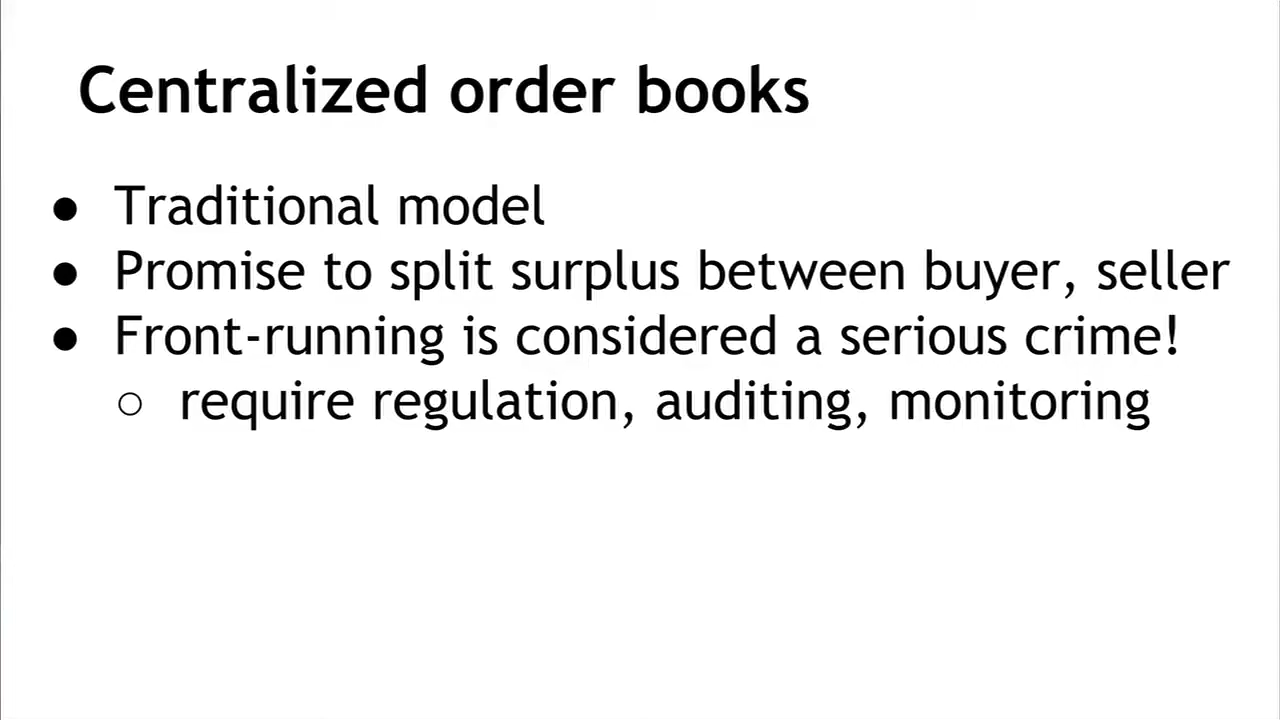 Centralized order books
● Traditional model
● Promise to split surplus between buyer, seller
● Front-running is considered a serious crime!
○ require regulation, auditing, monitoring